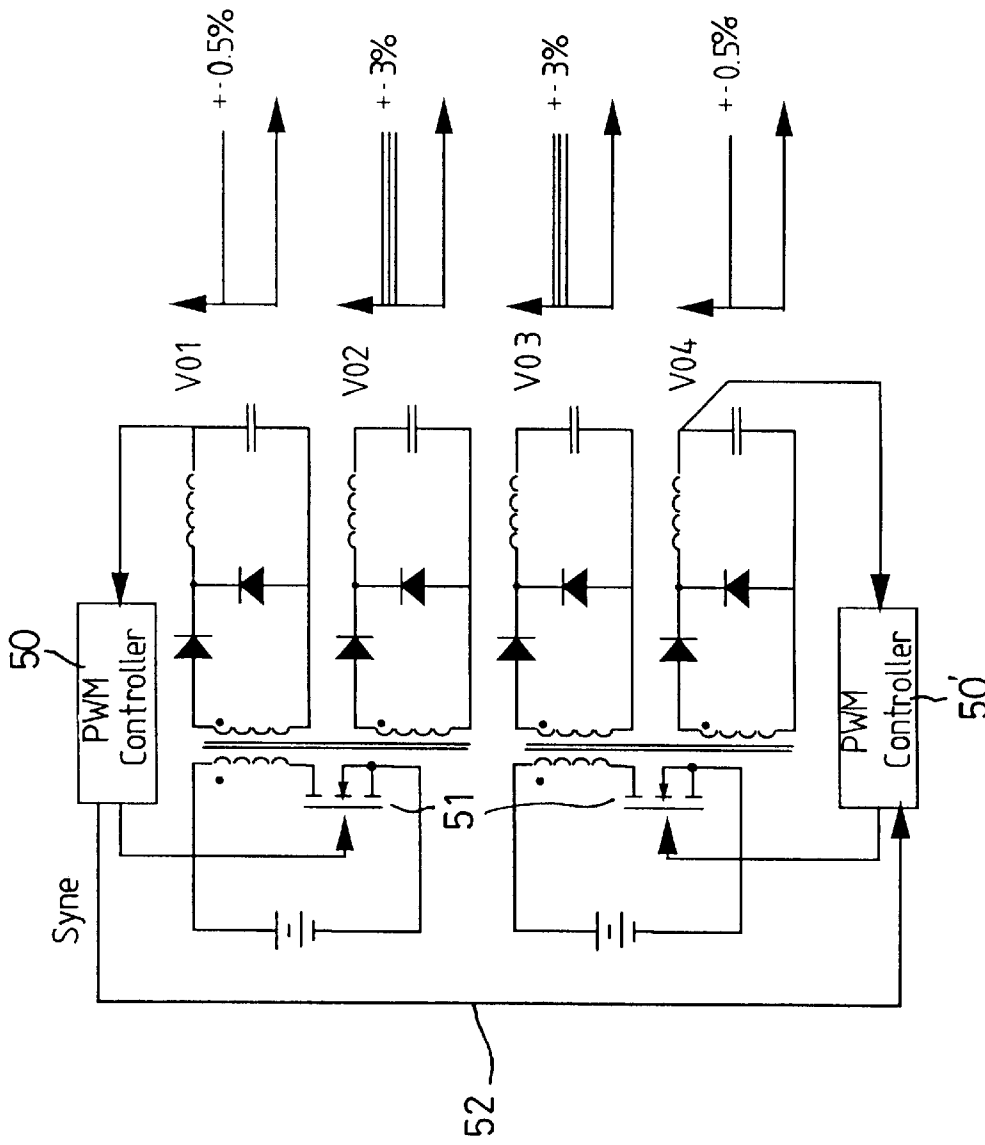 50
PWM
Controller
Syne
V01
+-0.5%
V02
+-3%
51
V03
+-3%
V04
+-0.5%
PWM
Controller
50'
52